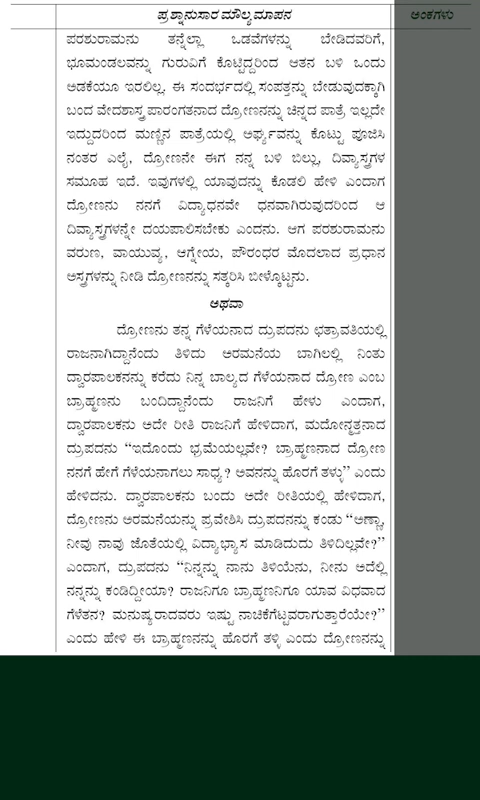 ಪ್ರಶ್ನಾನುಸಾರ ಮೌಲ್ಯಮಾಪನ
ಅಂಕಗಳು
ಪರಶುರಾಮನು ತನ್ನೆಲ್ಲಾ ಒಡವೆಗಳನ್ನು ಬೇಡಿದವರಿಗೆ,
ಭೂಮಂಡಲವನ್ನು ಗುರುವಿಗೆ ಕೊಟ್ಟಿದ್ದರಿಂದ ಆತನ ಬಳಿ ಒಂದು
ಅಡಕೆಯೂ ಇರಲಿಲ್ಲ. ಈ ಸಂದರ್ಭದಲ್ಲಿ ಸಂಪತ್ತನ್ನು ಬೇಡುವುದಕ್ಕಾಗಿ
ಬಂದ ವೇದಶಾಸ್ತ್ರಪಾರಂಗತನಾದ ದ್ರೋಣನನ್ನು ಚಿನ್ನದ ಪಾತ್ರೆ ಇಲ್ಲದೇ
ಇದ್ದುದರಿಂದ ಮಣ್ಣಿನ ಪಾತ್ರೆಯಲ್ಲಿ ಅರ್ಘ್ಯವನ್ನು ಕೊಟ್ಟು ಪೂಜಿಸಿ
ನಂತರ ಎಲೈ, ದ್ರೋಣನೇ ಈಗ ನನ್ನ ಬಳಿ ಬಿಲ್ಲು, ದಿವ್ಯಾಸ್ತ್ರಗಳ
ಸಮೂಹ ಇದೆ. ಇವುಗಳಲ್ಲಿ ಯಾವುದನ್ನು ಕೊಡಲಿ ಹೇಳಿ ಎಂದಾಗ
ದ್ರೋಣನು ನನಗೆ ವಿದ್ಯಾಧನವೇ ಧನವಾಗಿರುವುದರಿಂದ ಆ
ದಿವ್ಯಾಸ್ತ್ರಗಳನ್ನೇ ದಯಪಾಲಿಸಬೇಕು ಎಂದನು. ಆಗ ಪರಶುರಾಮನು
ವರುಣ, ವಾಯುವ್ಯ, ಆಗ್ನೇಯ, ಪೌರಂಧರ ಮೊದಲಾದ ಪ್ರಧಾನ
ಅಸ್ತ್ರಗಳನ್ನು ನೀಡಿ ದ್ರೋಣನನ್ನು ಸತ್ಕರಿಸಿ ಬೀಳ್ಕೊಟ್ಟನು.
ಅಥವಾ
ದ್ರೋಣನು ತನ್ನ ಗೆಳೆಯನಾದ ದ್ರುಪದನು ಛತ್ರಾವತಿಯಲ್ಲಿ
ರಾಜನಾಗಿದ್ದಾನೆಂದು ತಿಳಿದು ಅರಮನೆಯ ಬಾಗಿಲಲ್ಲಿ ನಿಂತು
ದ್ವಾರಪಾಲಕನನ್ನು ಕರೆದು ನಿನ್ನ ಬಾಲ್ಯದ ಗೆಳೆಯನಾದ ದ್ರೋಣ ಎಂಬ
ಬ್ರಾಹ್ಮಣನು ಬಂದಿದ್ದಾನೆಂದು ರಾಜನಿಗೆ ಹೇಳು ಎಂದಾಗ,
ದ್ವಾರಪಾಲಕನು ಅದೇ ರೀತಿ ರಾಜನಿಗೆ ಹೇಳಿದಾಗ, ಮದೋನ್ಮತ್ತನಾದ
ದ್ರುಪದನು “ಇದೊಂದು ಭ್ರಮೆಯಲ್ಲವೇ? ಬ್ರಾಹ್ಮಣನಾದ ದ್ರೋಣ
ನನಗೆ ಹೇಗೆ ಗೆಳೆಯನಾಗಲು ಸಾಧ್ಯ? ಅವನನ್ನು ಹೊರಗೆ ತಳ್ಳು” ಎಂದು
ಹೇಳಿದನು. ದ್ವಾರಪಾಲಕನು ಬಂದು ಅದೇ ರೀತಿಯಲ್ಲಿ ಹೇಳಿದಾಗ,
ದ್ರೋಣನು ಅರಮನೆಯನ್ನು ಪ್ರವೇಶಿಸಿ ದ್ರುಪದನನ್ನು ಕಂಡು “ಅಣ್ಣಾ,
ನೀವು ನಾವು ಜೊತೆಯಲ್ಲಿ ವಿದ್ಯಾಭ್ಯಾಸ ಮಾಡಿದುದು ತಿಳಿದಿಲ್ಲವೇ?”
ಎಂದಾಗ, ದ್ರುಪದನು “ನಿನ್ನನ್ನು ನಾನು ತಿಳಿಯೆನು, ನೀನು ಅದೆಲ್ಲಿ
ನನ್ನನ್ನು ಕಂಡಿದ್ದೀಯಾ? ರಾಜನಿಗೂ ಬ್ರಾಹ್ಮಣನಿಗೂ ಯಾವ ವಿಧವಾದ
ಗೆಳೆತನ? ಮನುಷ್ಯರಾದವರು ಇಷ್ಟು ನಾಚಿಕೆಗೆಟ್ಟವರಾಗುತ್ತಾರೆಯೇ?”
ಎಂದು ಹೇಳಿ ಈ ಬ್ರಾಹ್ಮಣನನ್ನು ಹೊರಗೆ ತಳ್ಳಿ ಎಂದು ದ್ರೋಣನನ್ನು